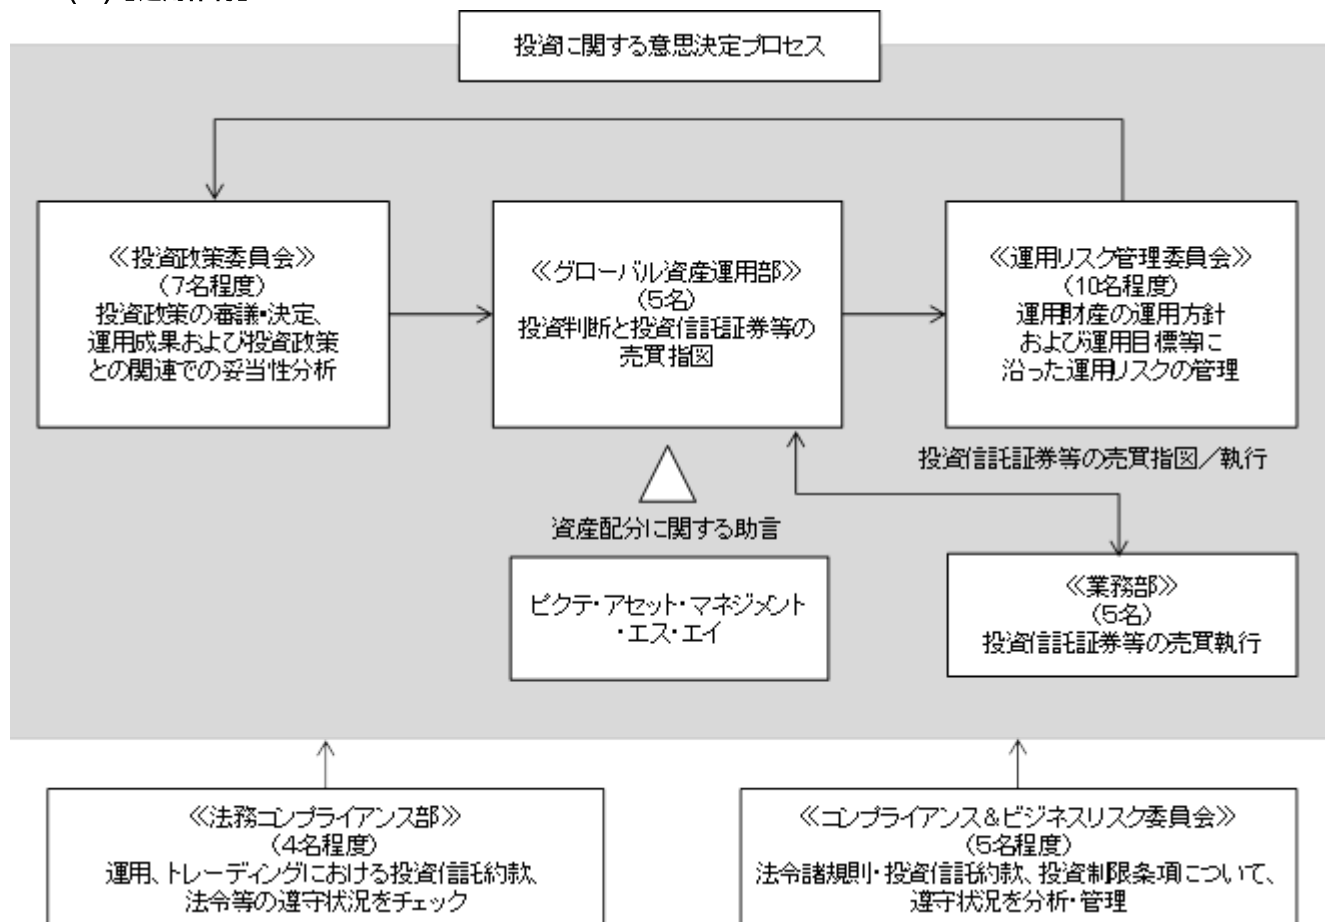 投資に関する意思決定プロセス
≪投資政策委員会≫
(7名程度)
投資政策の審議・決定、
運用成果および投資政策
との関連での妥当性分析
≪グローバル資産運用部≫
(5名)
投資判断と投資信託証券等の
売買指図
≪運用リスク管理委員会≫
(10名程度)
運用財産の運用方針
および運用目標等に
沿った運用リスクの管理
投資信託証券等の売買指図／執行
資産配分に関する助言
ピクテ・アセット・マネジメント
・エス・エイ
≪業務部≫
(5名)
投資信託証券等の売買執行
≪法務コンプライアンス部≫
(4名程度)
運用、トレーディングにおける投資信託約款、
法令等の遵守状況をチェック
≪コンプライアンス＆ビジネスリスク委員会≫
(5名程度)
法令諸規則・投資信託約款、投資制限条項について、
遵守状況を分析・管理